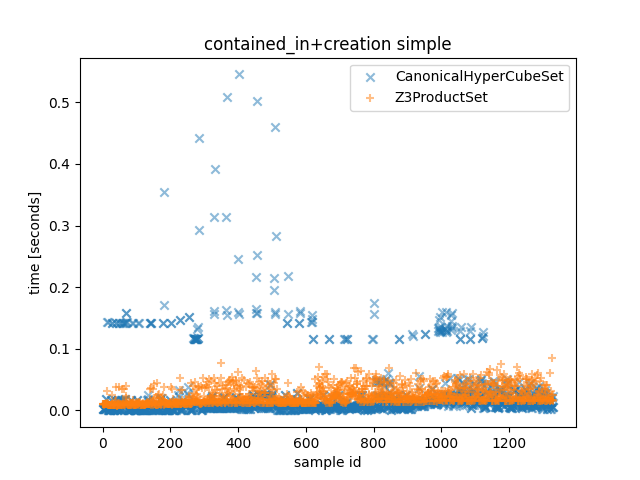 contained_in+creation simple
CanonicalHyperCubeSet
Z3ProductSet
time [seconds]
0.5
0.4
0.3
0.2
0.1
0.0
0 200 400 600 800 1000 1200
sample id